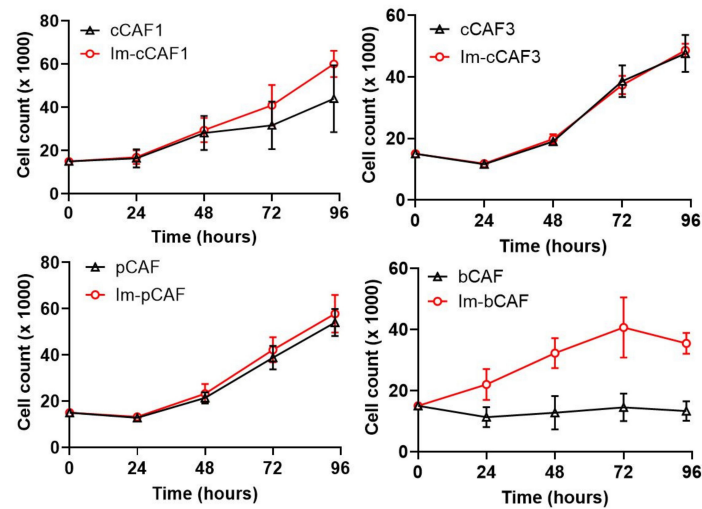 cCAF1
Im-cCAF1
Cell count (x 1000)
80
60
40
20
0
0 24 48 72 96
Time (hours)
cCAF3
Im-cCAF3
Cell count (x 1000)
60
40
20
0
0 24 48 72 96
Time (hours)
pCAF
Im-pCAF
Cell count (x 1000)
80
60
40
20
0
0 24 48 72 96
Time (hours)
bCAF
Im-bCAF
Cell count (x 1000)
60
40
20
0
0 24 48 72 96
Time (hours)